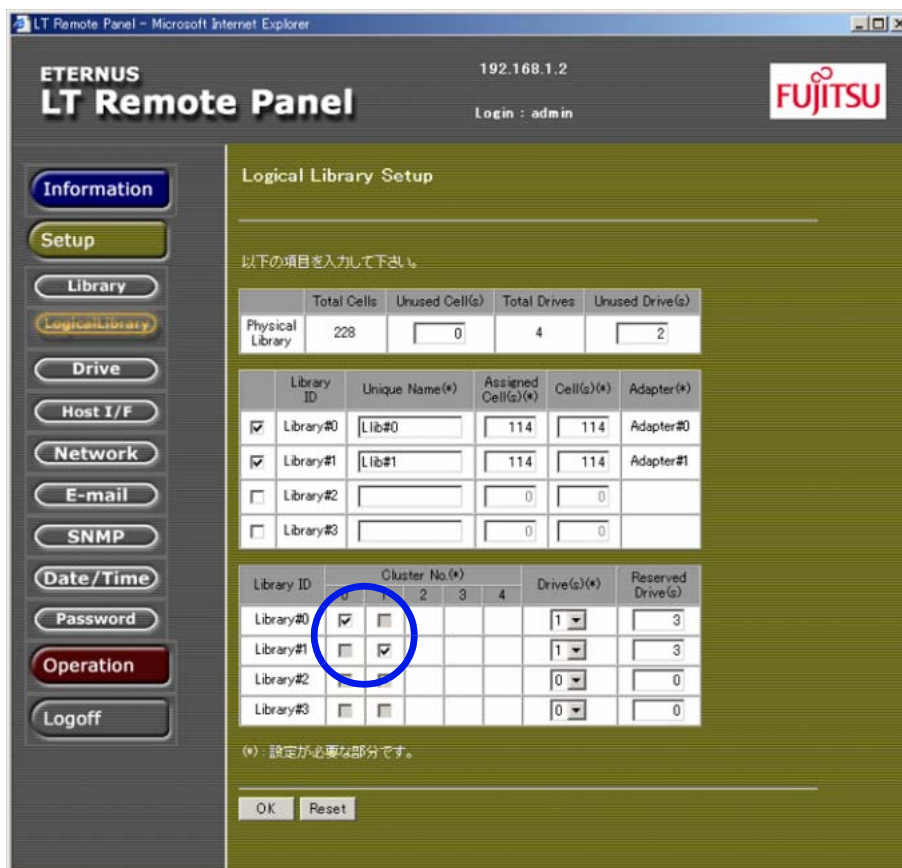 LT Remote Panel - Microsoft Internet Explorer
ETERNUS
LT Remote Panel
192.168.1.2
Login : admin
FUJITSU
Information
Setup
Library
LogicalLibrary
Drive
Host I/F
Network
E-mail
SNMP
Date/Time
Password
Operation
Logoff
Logical Library Setup
以下の項目を入力して下さい。
Total Cells Unused Cell(s) Total Drives Unused Drive(s)
Physical Library 228 0 4 2
Library ID Unique Name(*) Assigned Cell(s)(*) Cell(s)(*) Adapter(*)
Library#0 Llib#0 114 114 Adapter#0
Library#1 Llib#1 114 114 Adapter#1
Library#2 0 0
Library#3 0 0
Library ID Cluster No.(*) Drive(s)(*) Reserved Drive(s)
0 1 2 3 4
Library#0 1 3
Library#1 1 3
Library#2 0 0
Library#3 0 0
(*) : 設定が必要な部分です。
OK Reset